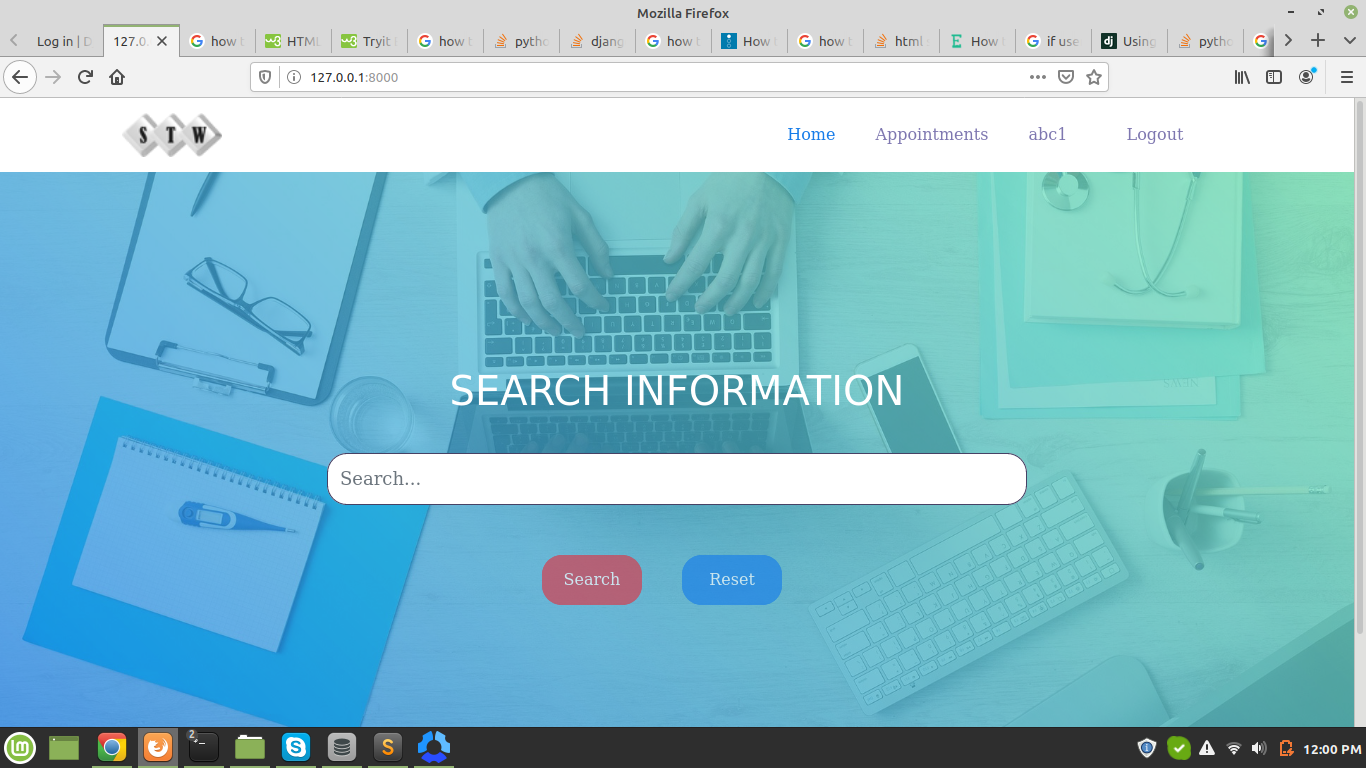 Mozilla Firefox
Log in | D
127.0.
how t
HTML
Tryit
how t
pytho
djang
how t
How
how t
html
How
if use
Using
pytho
127.0.0.1:8000
STW
Home
Appointments
abc1
Logout
NEWS
SEARCH INFORMATION
Search...
Search
Reset
2
12:00 PM